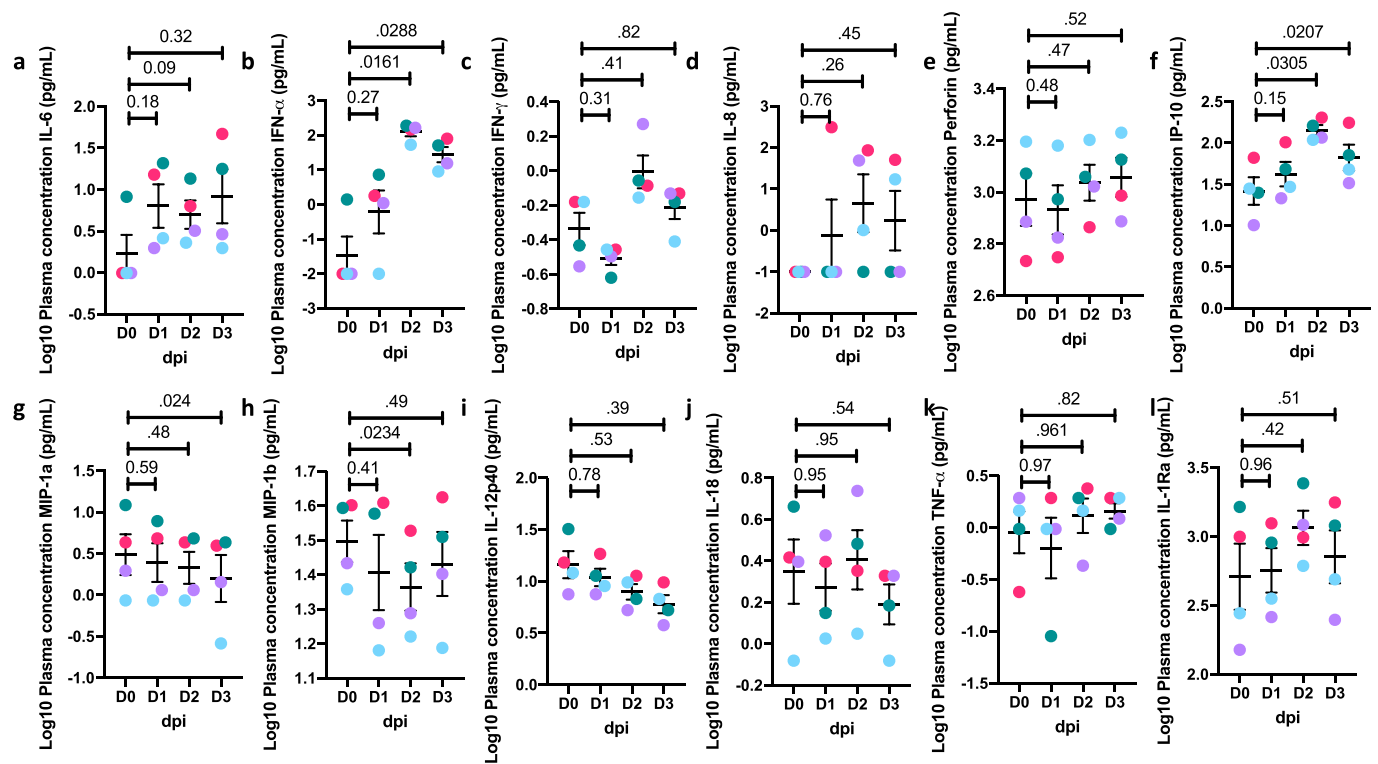 a
0.32
0.09
0.18
Log10 Plasma concentration IL-6 (pg/mL)
2.0
1.5
1.0
0.5
0.0
-0.5
D0 D1 D2 D3
dpi
b
.0288
.0161
0.27
Log10 Plasma concentration IFN-α (pg/mL)
3
2
1
0
-1
-2
-3
D0 D1 D2 D3
dpi
c
.82
.41
0.31
Log10 Plasma concentration IFN-γ (pg/mL)
0.4
0.2
-0.0
-0.2
-0.4
-0.6
-0.8
D0 D1 D2 D3
dpi
d
.45
.26
0.76
Log10 Plasma concentration IL-8 (pg/mL)
3
2
1
0
-1
-2
D0 D1 D2 D3
dpi
e
.52
.47
0.48
Log10 Plasma concentration Perforin (pg/mL)
3.4
3.2
3.0
2.8
2.6
D0 D1 D2 D3
dpi
f
.0207
.0305
0.15
Log10 Plasma concentration IP-10 (pg/mL)
2.5
2.0
1.5
1.0
0.5
0.0
D0 D1 D2 D3
dpi
g
.024
.48
0.59
Log10 Plasma concentration MIP-1a (pg/mL)
1.5
1.0
0.5
0.0
-0.5
-1.0
D0 D1 D2 D3
dpi
h
.49
.0234
0.41
Log10 Plasma concentration MIP-1b (pg/mL)
1.7
1.6
1.5
1.4
1.3
1.2
1.1
D0 D1 D2 D3
dpi
i
.39
.53
0.78
Log10 Plasma concentration IL-12p40 (pg/mL)
2.0
1.5
1.0
0.5
0.0
D0 D1 D2 D3
dpi
j
.54
.95
0.95
Log10 Plasma concentration IL-18 (pg/mL)
0.8
0.6
0.4
0.2
0.0
-0.2
D0 D1 D2 D3
dpi
k
.82
.961
0.97
Log10 Plasma concentration TNF-α (pg/mL)
0.5
0.0
-0.5
-1.0
-1.5
D0 D1 D2 D3
dpi
l
.51
.42
0.96
Log10 Plasma concentration IL-1Ra (pg/mL)
3.5
3.0
2.5
2.0
D0 D1 D2 D3
dpi